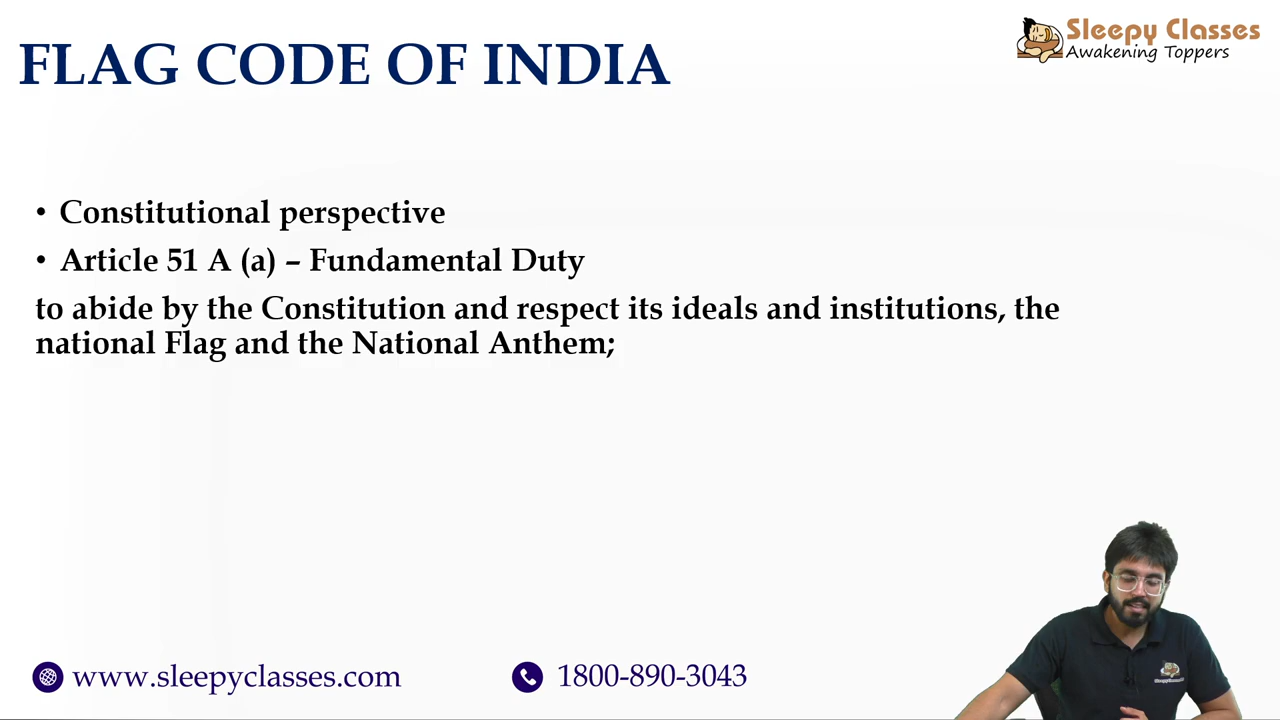 FLAG CODE OF INDIA
Sleepy Classes
Awakening Toppers
• Constitutional perspective
• Article 51 A (a) – Fundamental Duty
to abide by the Constitution and respect its ideals and institutions, the
national Flag and the National Anthem;
www.sleepyclasses.com
1800-890-3043